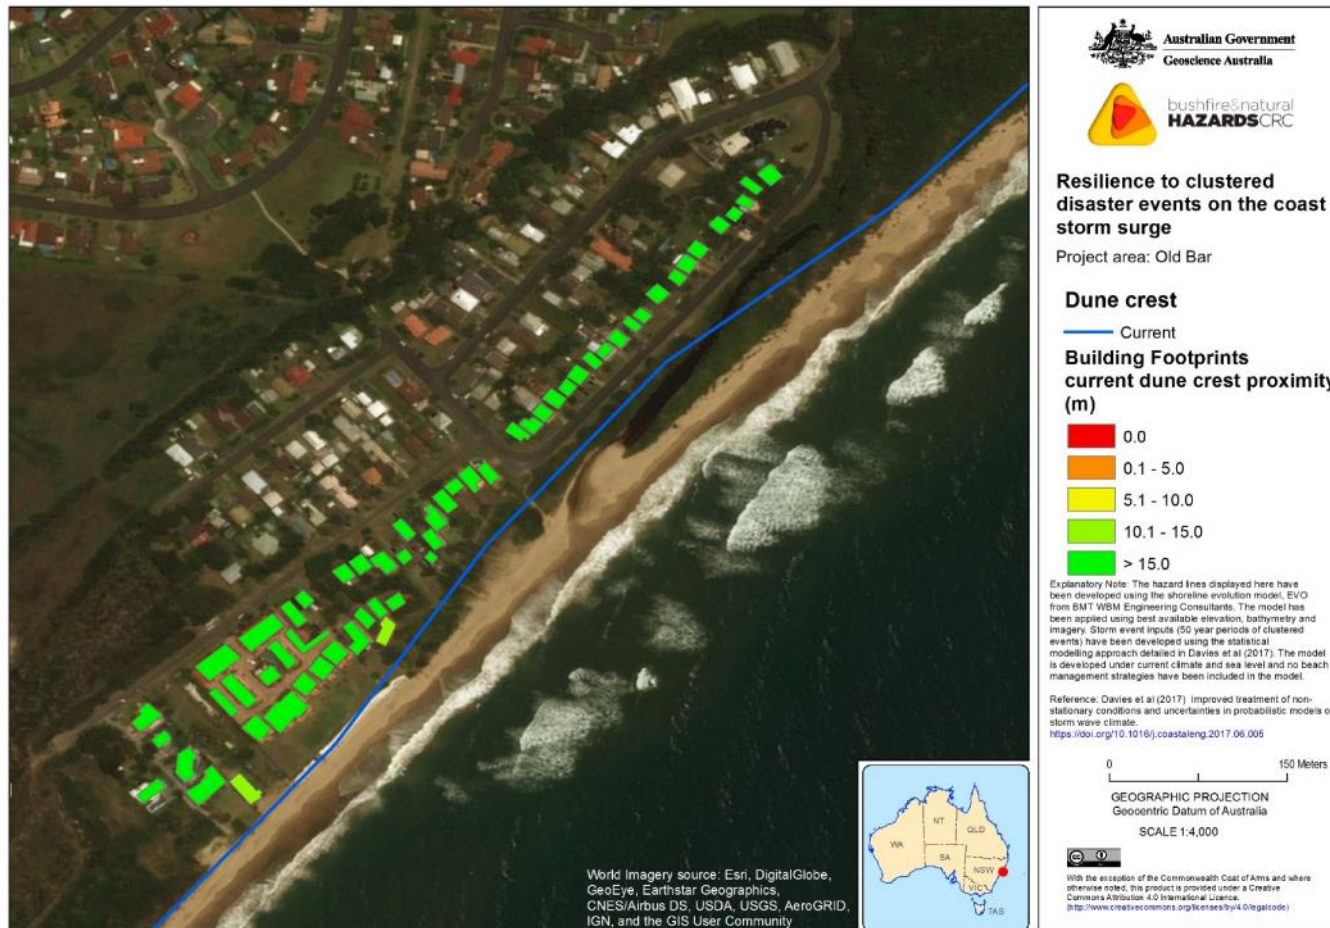 Australian Government
Geoscience Australia
bushfire&natural
HAZARDSCRC
Resilience to clustered
disaster events on the coast
storm surge
Project area: Old Bar
Dune crest
Current
Building Footprints
current dune crest proximity
(m)
0.0
0.1 - 5.0
5.1 - 10.0
10.1 - 15.0
> 15.0
Explanatory Note: The hazard lines displayed here have
been developed using the shoreline evolution model, EVO
from BMT WBM Engineering Consultants. The model has
been applied using best available elevation, bathymetry and
imagery. Storm event inputs (50 year periods of clustered
events) have been developed using the statistical
modelling approach detailed in Davies et al (2017). The model
is developed under current climate and sea level and no beach
management strategies have been included in the model.
Reference: Davies et al (2017) Improved treatment of non-
stationary conditions and uncertainties in probabilistic models o
storm wave climate.
https://doi.org/10.1016/j.coastaleng.2017.06.005
0 150 Meters
GEOGRAPHIC PROJECTION
Geocentric Datum of Australia
SCALE 1:4,000
cc
With the exception of the Commonwealth Coat of Arms and where
otherwise noted, this product is provided under a Creative
Commons Attribution 4.0 International Licence.
(http://www.creativecommons.org/licenses/by/4.0/legalcode)
World Imagery source: Esri, DigitalGlobe,
GeoEye, Earthstar Geographics,
CNES/Airbus DS, USDA, USGS, AeroGRID,
IGN, and the GIS User Community
NT
QLD
WA
SA
NSW
VIC
TAS